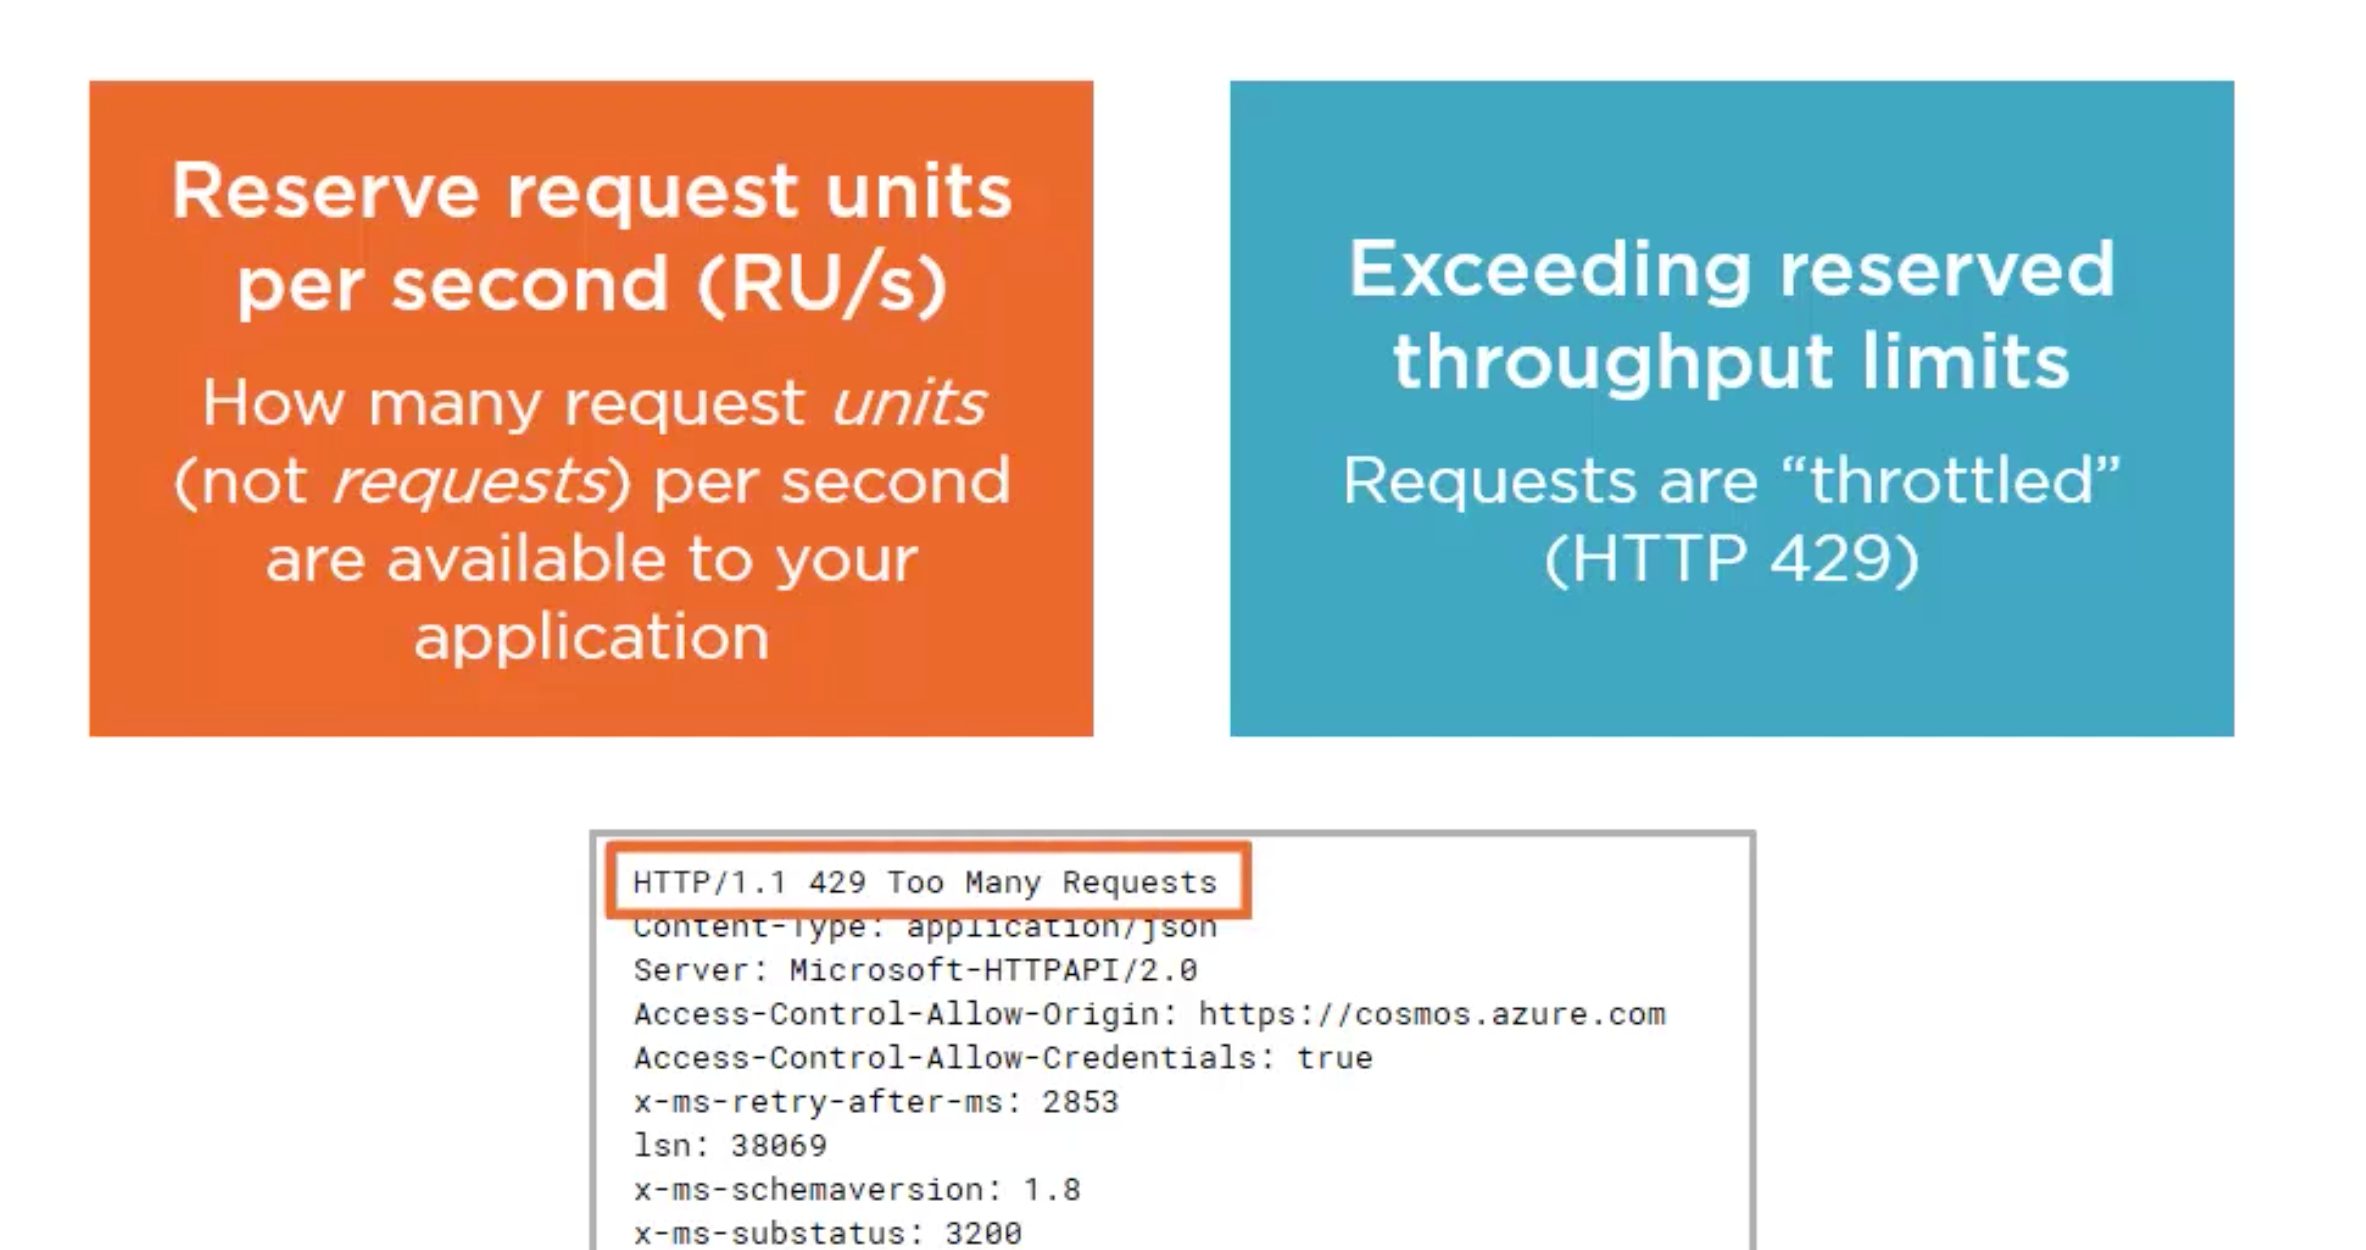 Reserve request units
per second (RU/s)
How many request units
(not requests) per second
are available to your
application
Exceeding reserved
throughput limits
Requests are “throttled”
(HTTP 429)
HTTP/1.1 429 Too Many Requests
Content-Type: application/json
Server: Microsoft-HTTPAPI/2.0
Access-Control-Allow-Origin: https://cosmos.azure.com
Access-Control-Allow-Credentials: true
x-ms-retry-after-ms: 2853
lsn: 38069
x-ms-schemaversion: 1.8
x-ms-substatus: 3200